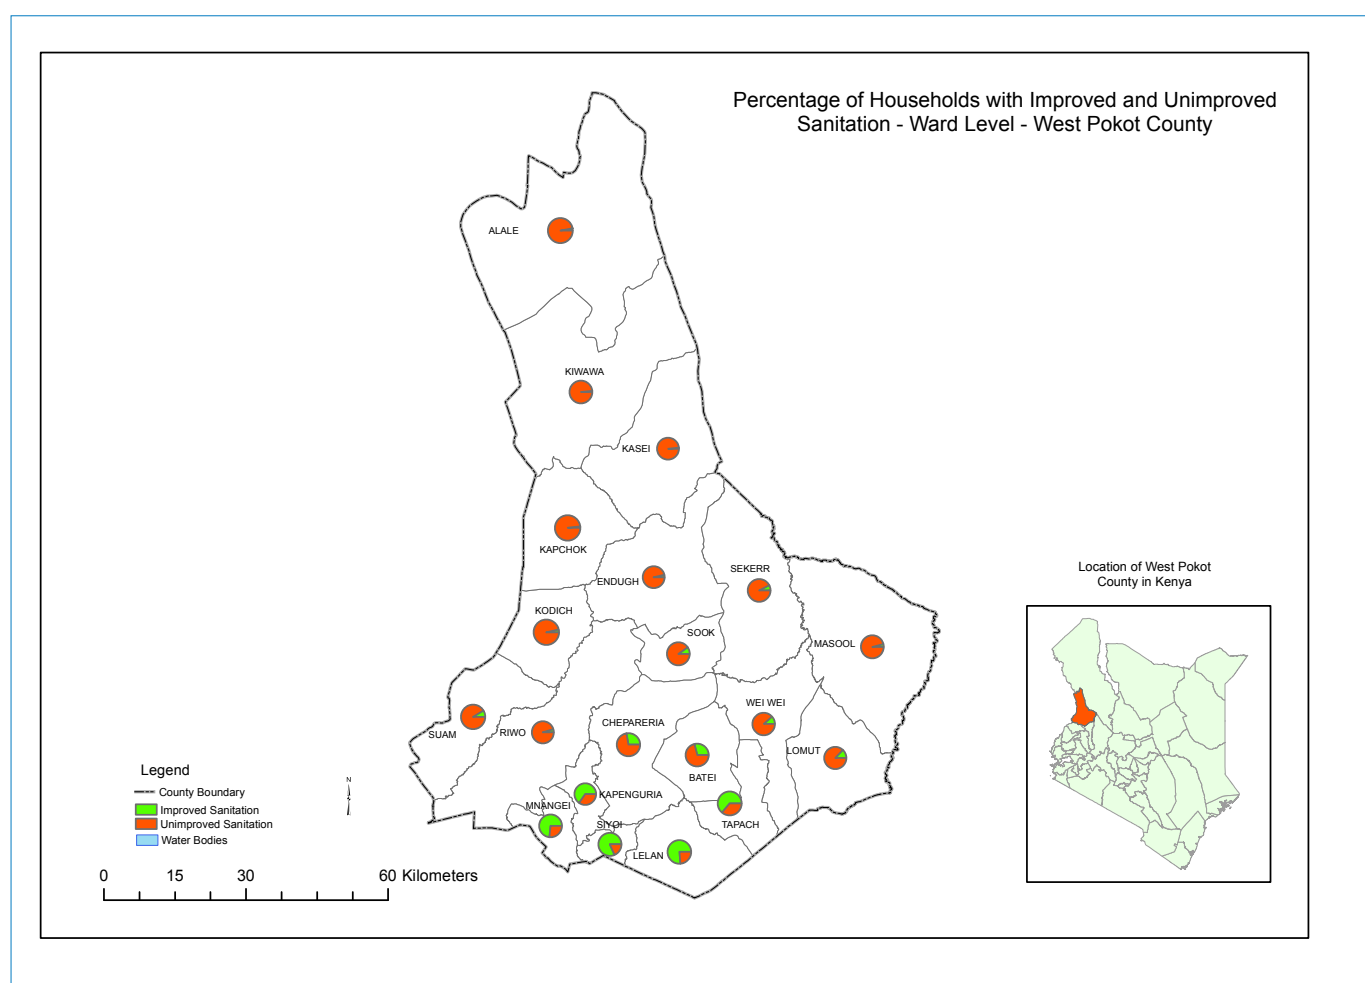 Percentage of Households with Improved and Unimproved
Sanitation - Ward Level - West Pokot County
ALALE
KIWAWA
KASEI
KAPCHOK
ENDUGH
SEKERR
KODICH
SOOK
MASOOL
SUAM
RIWO
CHEPARERIA
WEI WEI
BATEI
LOMUT
KAPENGURIA
MNANGEI
SIYOI
TAPACH
LELAN
Location of West Pokot
County in Kenya
Legend
County Boundary
Improved Sanitation
Unimproved Sanitation
Water Bodies
N
0 15 30 60 Kilometers